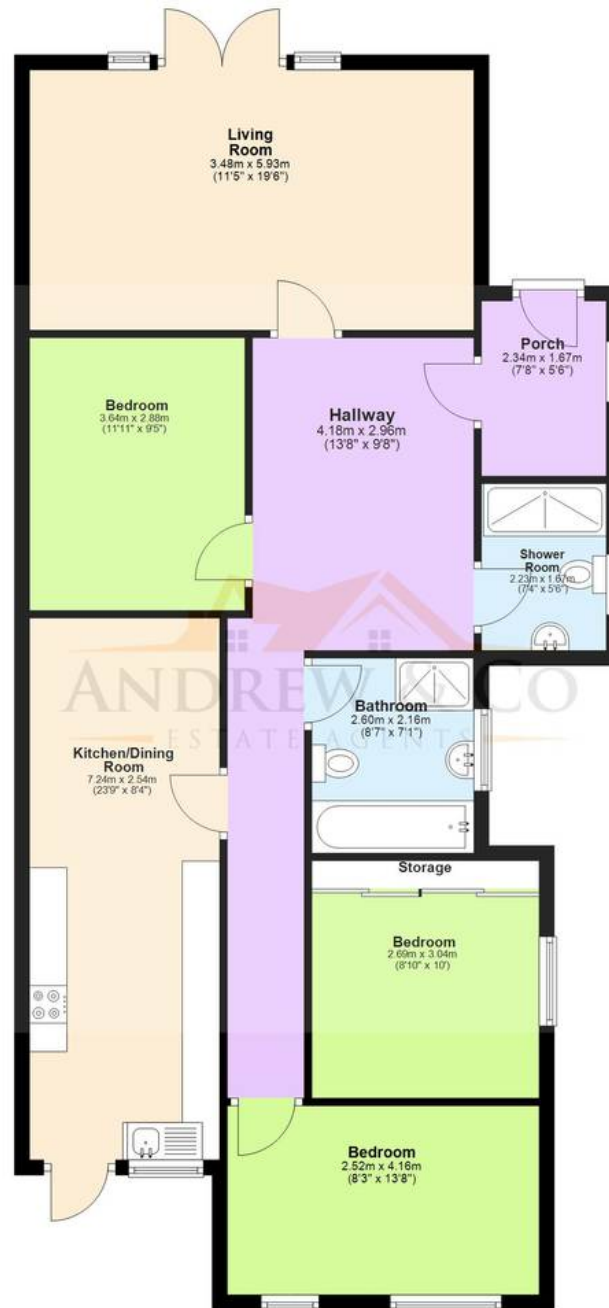 Living
Room
3.48m x 5.93m
(11'5" x 19'6")
Porch
2.34m x 1.67m
(7'8" x 5'6")
Bedroom
3.64m x 2.88m
(11'11" x 9'5")
Hallway
4.18m x 2.96m
(13'8" x 9'8")
Shower
Room
2.23m x 1.67m
(7'4" x 5'6")
ANDREW & CO
ESTATE AGENTS
Bathroom
2.60m x 2.16m
(8'7" x 7'1")
Kitchen/Dining
Room
7.24m x 2.54m
(23'9" x 8'4")
Storage
Bedroom
2.69m x 3.04m
(8'10" x 10')
Bedroom
2.52m x 4.16m
(8'3" x 13'8")